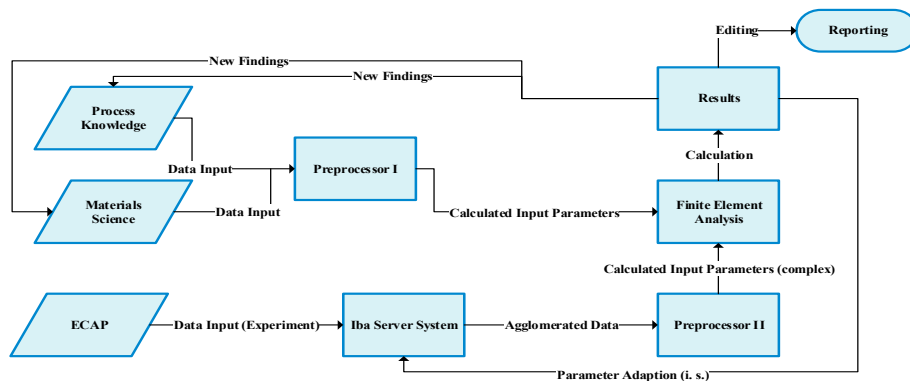 Editing
Reporting
New Findings
New Findings
Process
Knowledge
Results
Data Input
Preprocessor I
Calculation
Materials
Science
Data Input
Calculated Input Parameters
Finite Element
Analysis
Calculated Input Parameters (complex)
ECAP
Data Input (Experiment)
Iba Server System
Agglomerated Data
Preprocessor II
Parameter Adaption (i. s.)